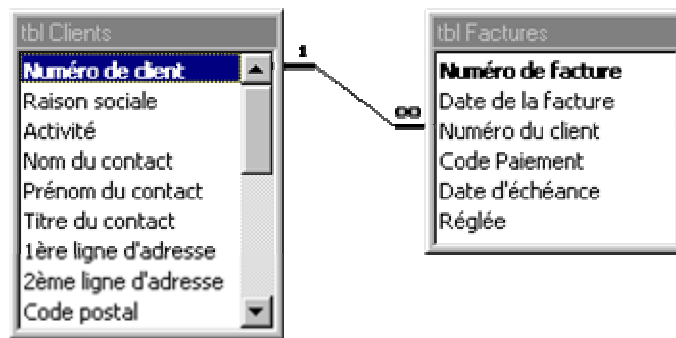 tbl Clients
Numéro de client
Raison sociale
Activité
Nom du contact
Prénom du contact
Titre du contact
1ère ligne d'adresse
2ème ligne d'adresse
Code postal
1
∞
tbl Factures
Numéro de facture
Date de la facture
Numéro du client
Code Paiement
Date d'échéance
Réglée